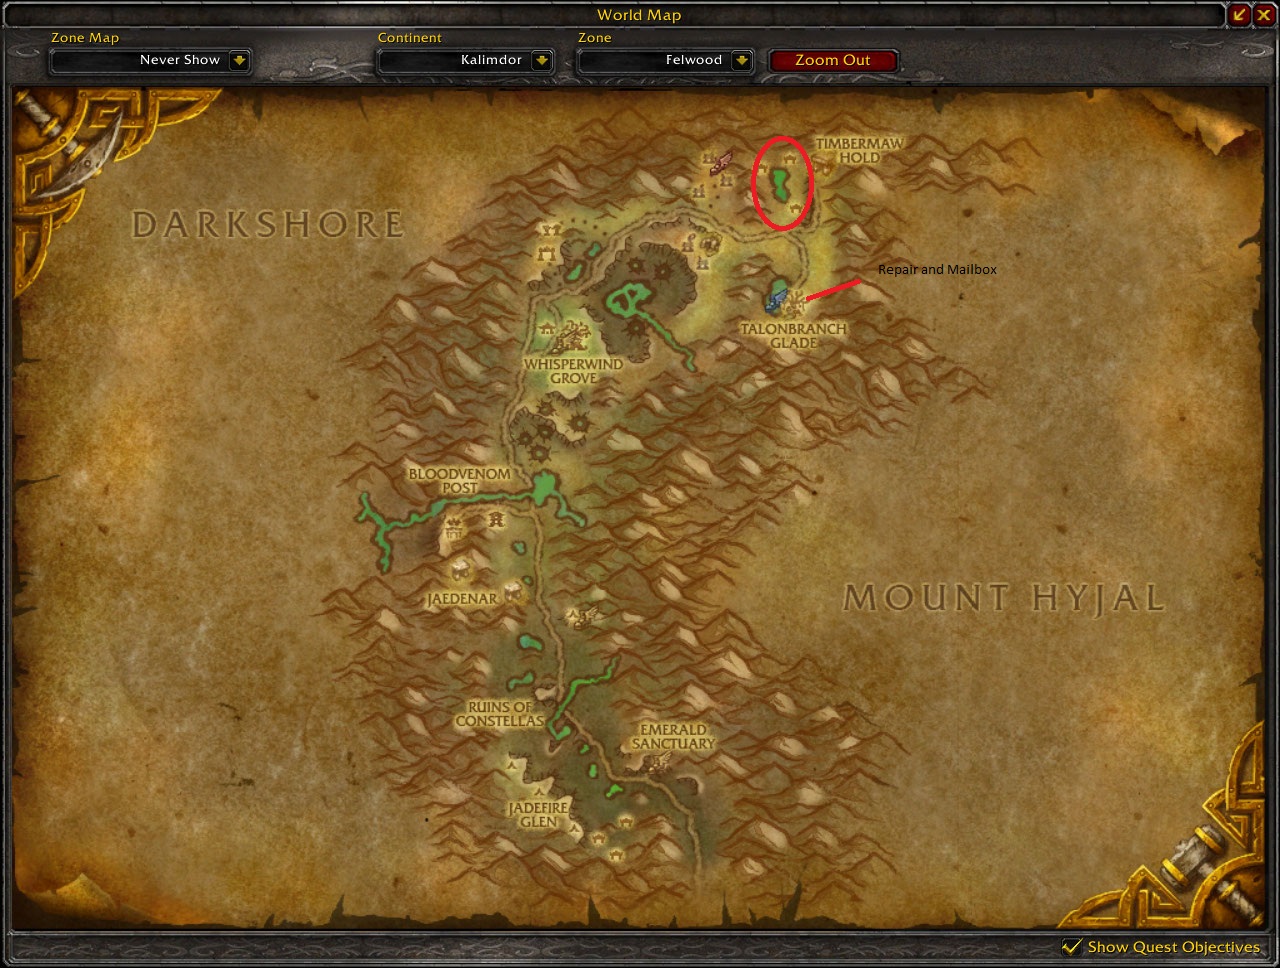 World Map
Zone Map
Continent
Zone
Never Show
Kalimdor
Felwood
Zoom Out
TIMBERMAW
HOLD
DARKSHORE
Repair and Mailbox
TALONBRANCH
GLADE
WHISPERWIND
GROVE
BLOODVENOM
POST
JAEDENAR
MOUNT HYJAL
RUINS OF
CONSTELLAS
EMERALD
SANCTUARY
JADEFIRE
GLEN
Show Quest Objectives